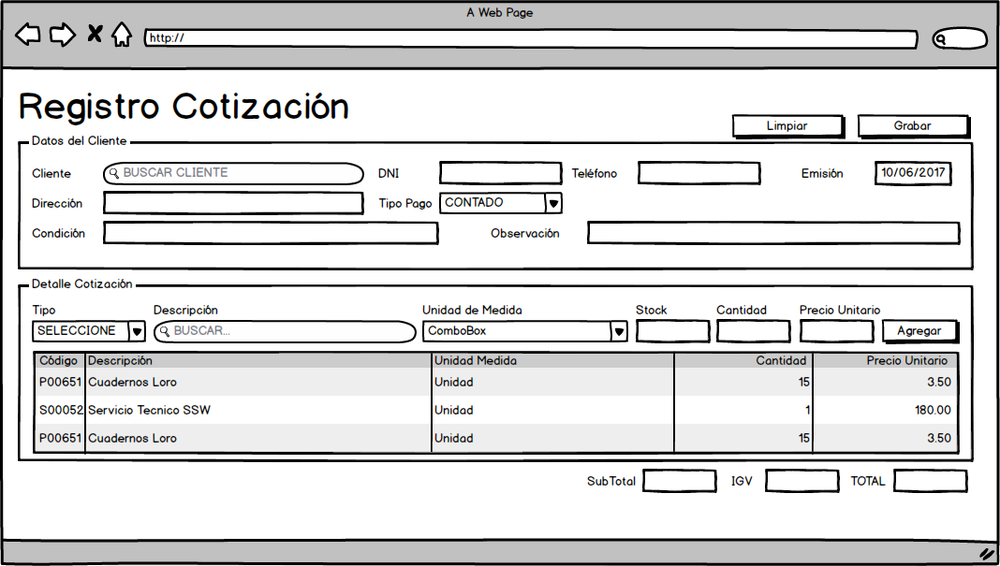 A Web Page
http://
Registro Cotización
Limpiar Grabar
Datos del Cliente
Cliente BUSCAR CLIENTE DNI Teléfono Emisión 10/06/2017
Dirección Tipo Pago CONTADO
Condición Observación
Detalle Cotización
Tipo Descripción Unidad de Medida Stock Cantidad Precio Unitario
SELECCIONE BUSCAR... ComboBox Agregar
Código Descripción Unidad Medida Cantidad Precio Unitario
P00651 Cuadernos Loro Unidad 15 3.50
S00052 Servicio Tecnico SSW Unidad 1 180.00
P00651 Cuadernos Loro Unidad 15 3.50
SubTotal IGV TOTAL